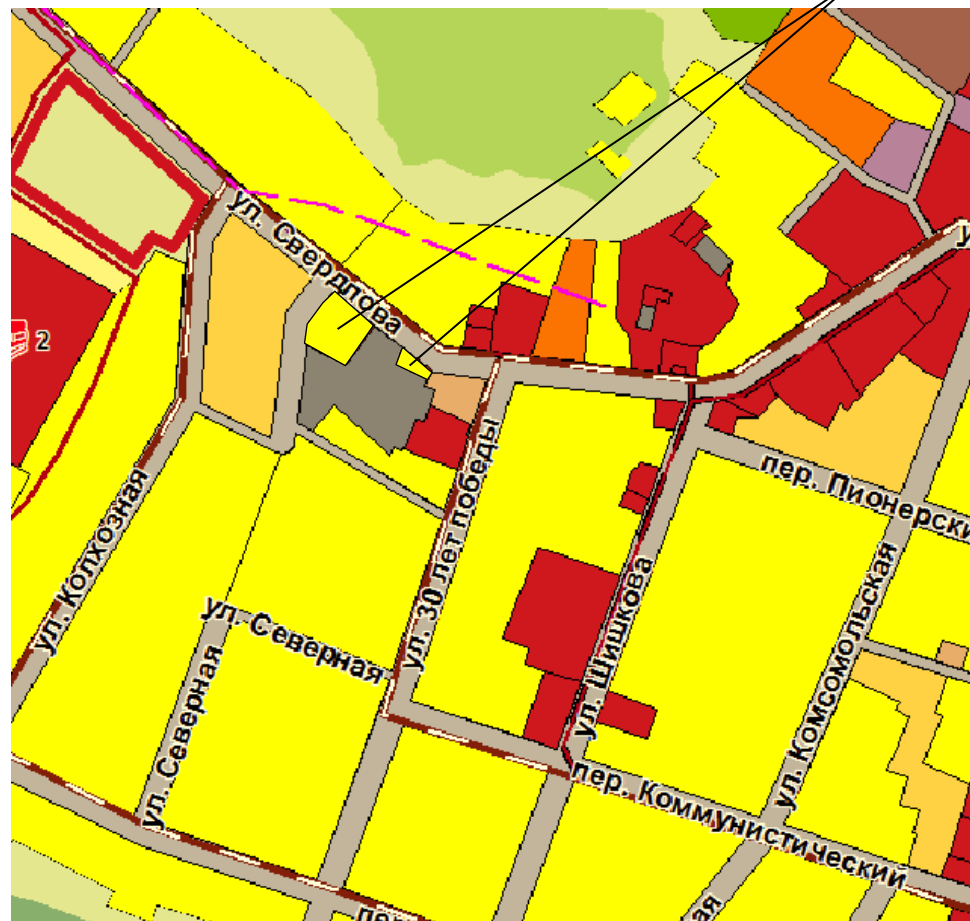 ул. Свердлова
2
ул. Колхозная
ул. 30 лет победы
пер. Пионерски
ул. Северная
ул. Северная
ул. Шишкова
ул. Комсомольская
пер. Коммунистический
ая